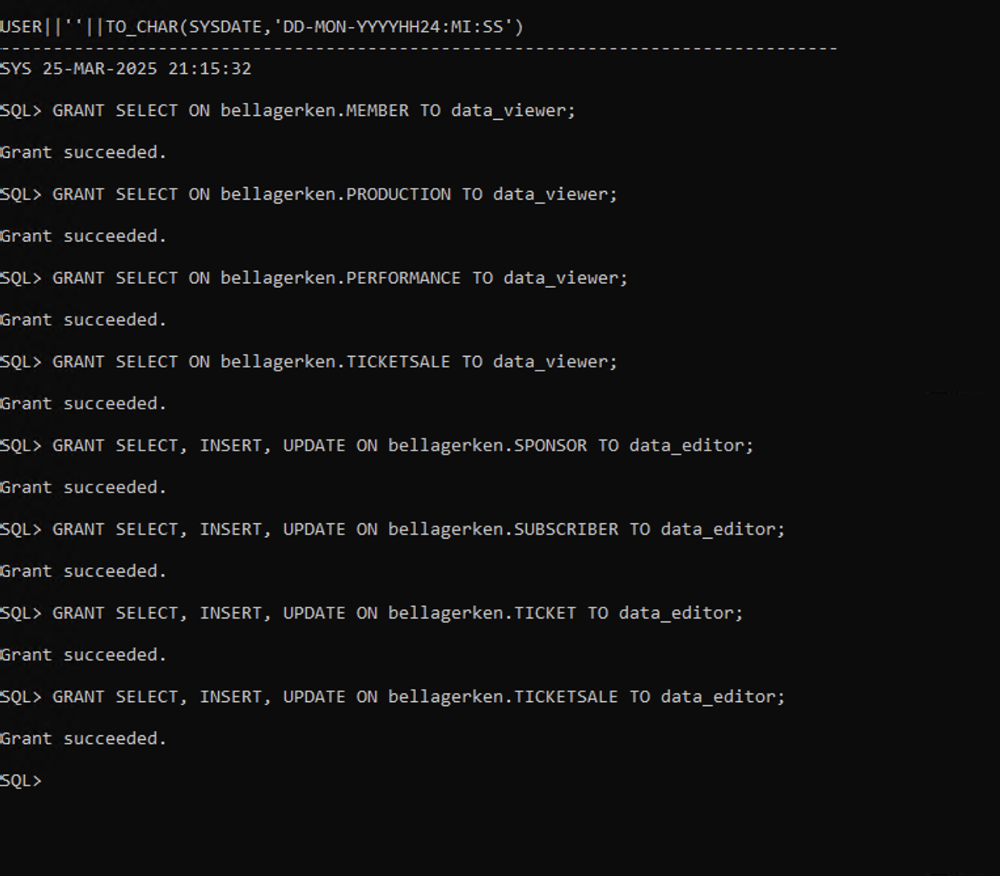 USER||''||TO_CHAR(SYSDATE,'DD-MON-YYYYHH24:MI:SS')
--------------------------------------------------------------------------------
SYS 25-MAR-2025 21:15:32
SQL> GRANT SELECT ON bellagerken.MEMBER TO data_viewer;
Grant succeeded.
SQL> GRANT SELECT ON bellagerken.PRODUCTION TO data_viewer;
Grant succeeded.
SQL> GRANT SELECT ON bellagerken.PERFORMANCE TO data_viewer;
Grant succeeded.
SQL> GRANT SELECT ON bellagerken.TICKETSALE TO data_viewer;
Grant succeeded.
SQL> GRANT SELECT, INSERT, UPDATE ON bellagerken.SPONSOR TO data_editor;
Grant succeeded.
SQL> GRANT SELECT, INSERT, UPDATE ON bellagerken.SUBSCRIBER TO data_editor;
Grant succeeded.
SQL> GRANT SELECT, INSERT, UPDATE ON bellagerken.TICKET TO data_editor;
Grant succeeded.
SQL> GRANT SELECT, INSERT, UPDATE ON bellagerken.TICKETSALE TO data_editor;
Grant succeeded.
SQL>